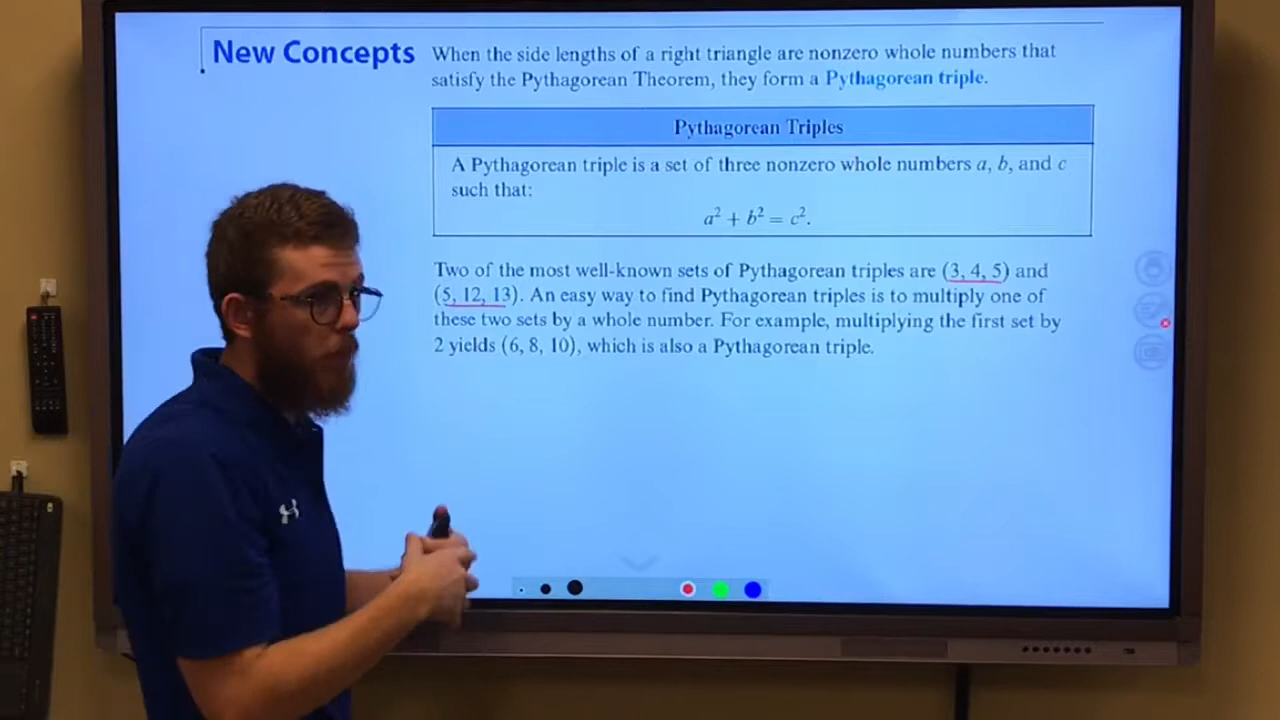 New Concepts
When the side lengths of a right triangle are nonzero whole numbers that
satisfy the Pythagorean Theorem, they form a Pythagorean triple.
Pythagorean Triples
A Pythagorean triple is a set of three nonzero whole numbers a, b, and c
such that:
a² + b² = c².
Two of the most well-known sets of Pythagorean triples are (3, 4, 5) and
(5, 12, 13). An easy way to find Pythagorean triples is to multiply one of
these two sets by a whole number. For example, multiplying the first set by
2 yields (6, 8, 10), which is also a Pythagorean triple.